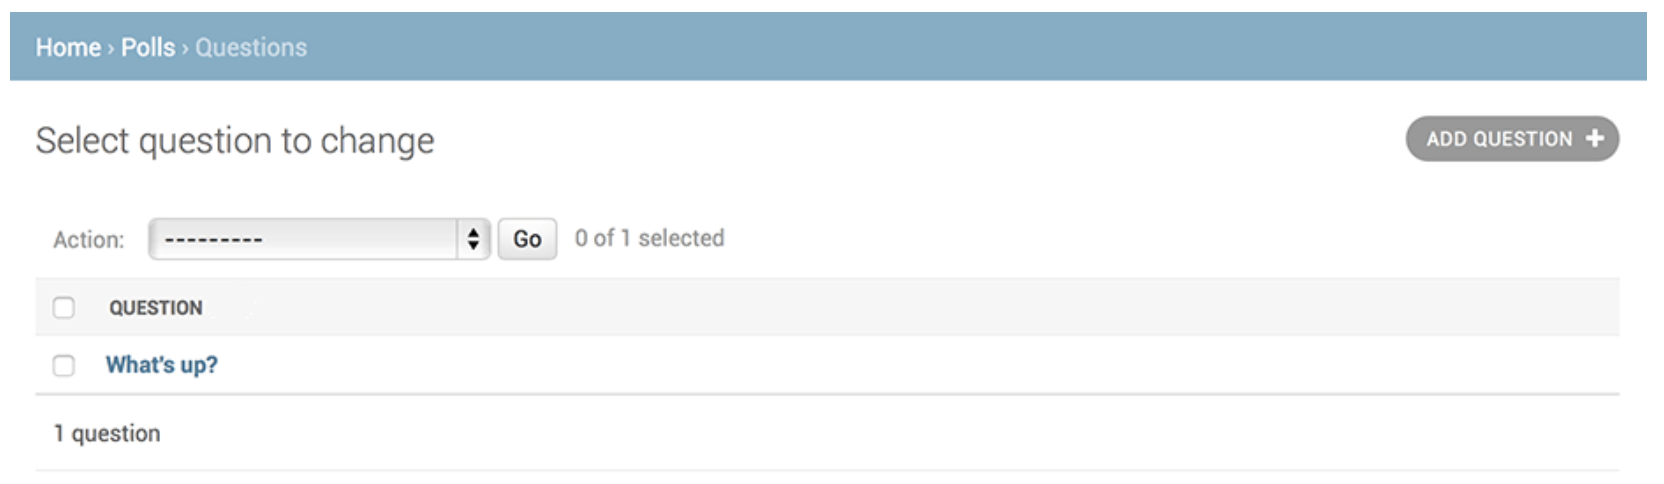 Home › Polls › Questions
Select question to change
ADD QUESTION +
Action: --------- Go 0 of 1 selected
QUESTION
What's up?
1 question